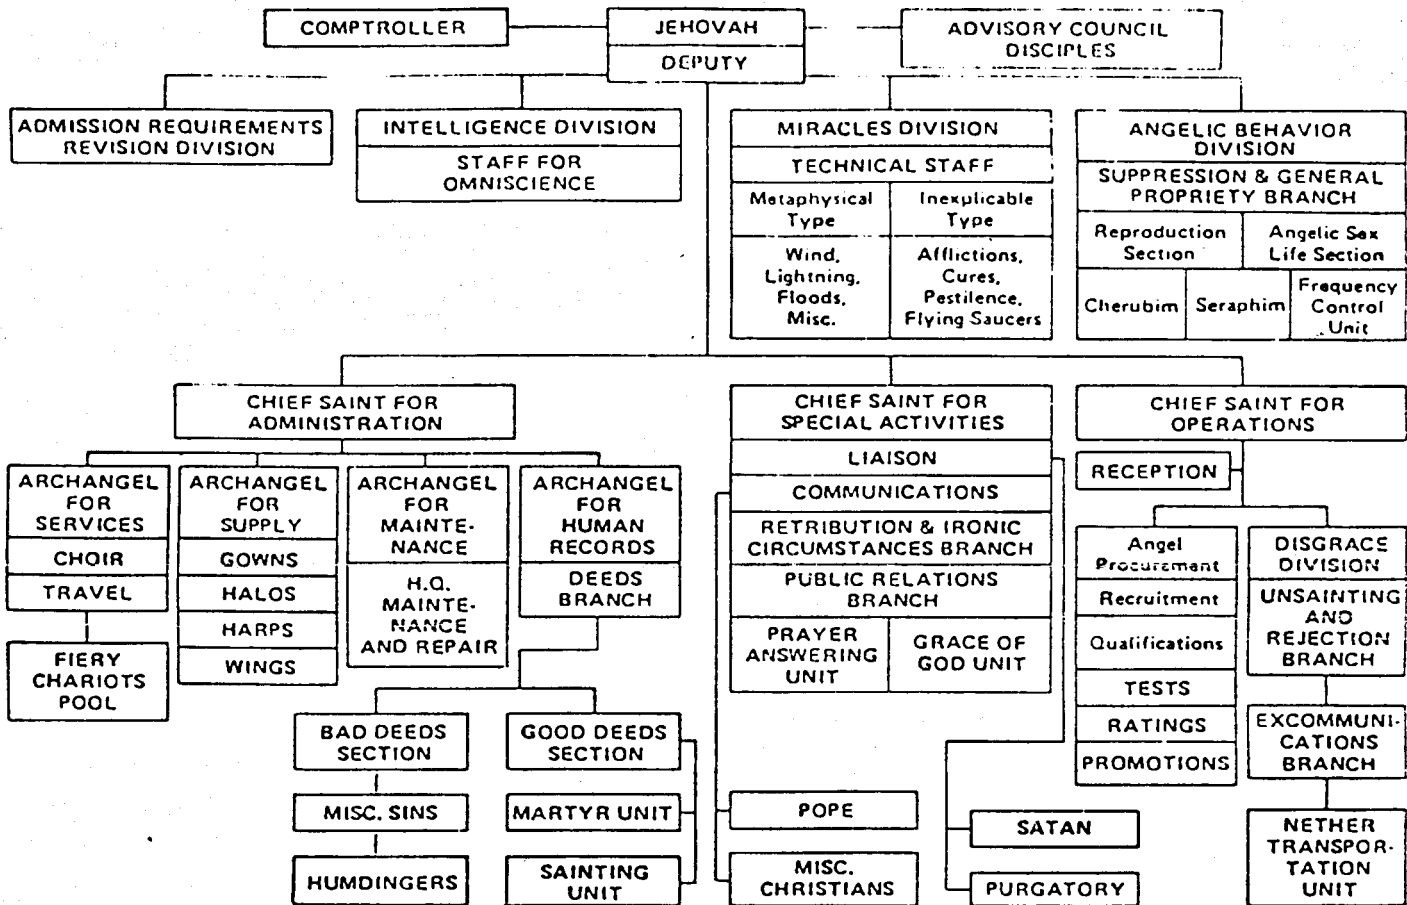 COMPTROLLER
JEHOVAH
DEPUTY
ADVISORY COUNCIL
DISCIPLES
ADMISSION REQUIREMENTS
REVISION DIVISION
INTELLIGENCE DIVISION
STAFF FOR
OMNISCIENCE
MIRACLES DIVISION
TECHNICAL STAFF
Metaphysical
Type
Inexplicable
Type
Wind,
Lightning,
Floods,
Misc.
Afflictions,
Cures,
Pestilence,
Flying Saucers
ANGELIC BEHAVIOR
DIVISION
SUPPRESSION & GENERAL
PROPRIETY BRANCH
Reproduction
Section
Angelic Sex
Life Section
Cherubim
Seraphim
Frequency
Control
Unit
CHIEF SAINT FOR
ADMINISTRATION
ARCHANGEL
FOR
SERVICES
CHOIR
TRAVEL
FIERY
CHARIOTS
POOL
ARCHANGEL
FOR
SUPPLY
GOWNS
HALOS
HARPS
WINGS
ARCHANGEL
FOR
MAINTE-
NANCE
H.Q.
MAINTE-
NANCE
AND REPAIR
ARCHANGEL
FOR
HUMAN
RECORDS
DEEDS
BRANCH
BAD DEEDS
SECTION
MISC. SINS
HUMDINGERS
GOOD DEEDS
SECTION
MARTYR UNIT
SAINTING
UNIT
CHIEF SAINT FOR
SPECIAL ACTIVITIES
LIAISON
COMMUNICATIONS
RETRIBUTION & IRONIC
CIRCUMSTANCES BRANCH
PUBLIC RELATIONS
BRANCH
PRAYER
ANSWERING
UNIT
GRACE OF
GOD UNIT
POPE
MISC.
CHRISTIANS
SATAN
PURGATORY
CHIEF SAINT FOR
OPERATIONS
RECEPTION
Angel
Procurement
Recruitment
Qualifications
TESTS
RATINGS
PROMOTIONS
DISGRACE
DIVISION
UNSAINTING
AND
REJECTION
BRANCH
EXCOMMUNI-
CATIONS
BRANCH
NETHER
TRANSPOR-
TATION
UNIT